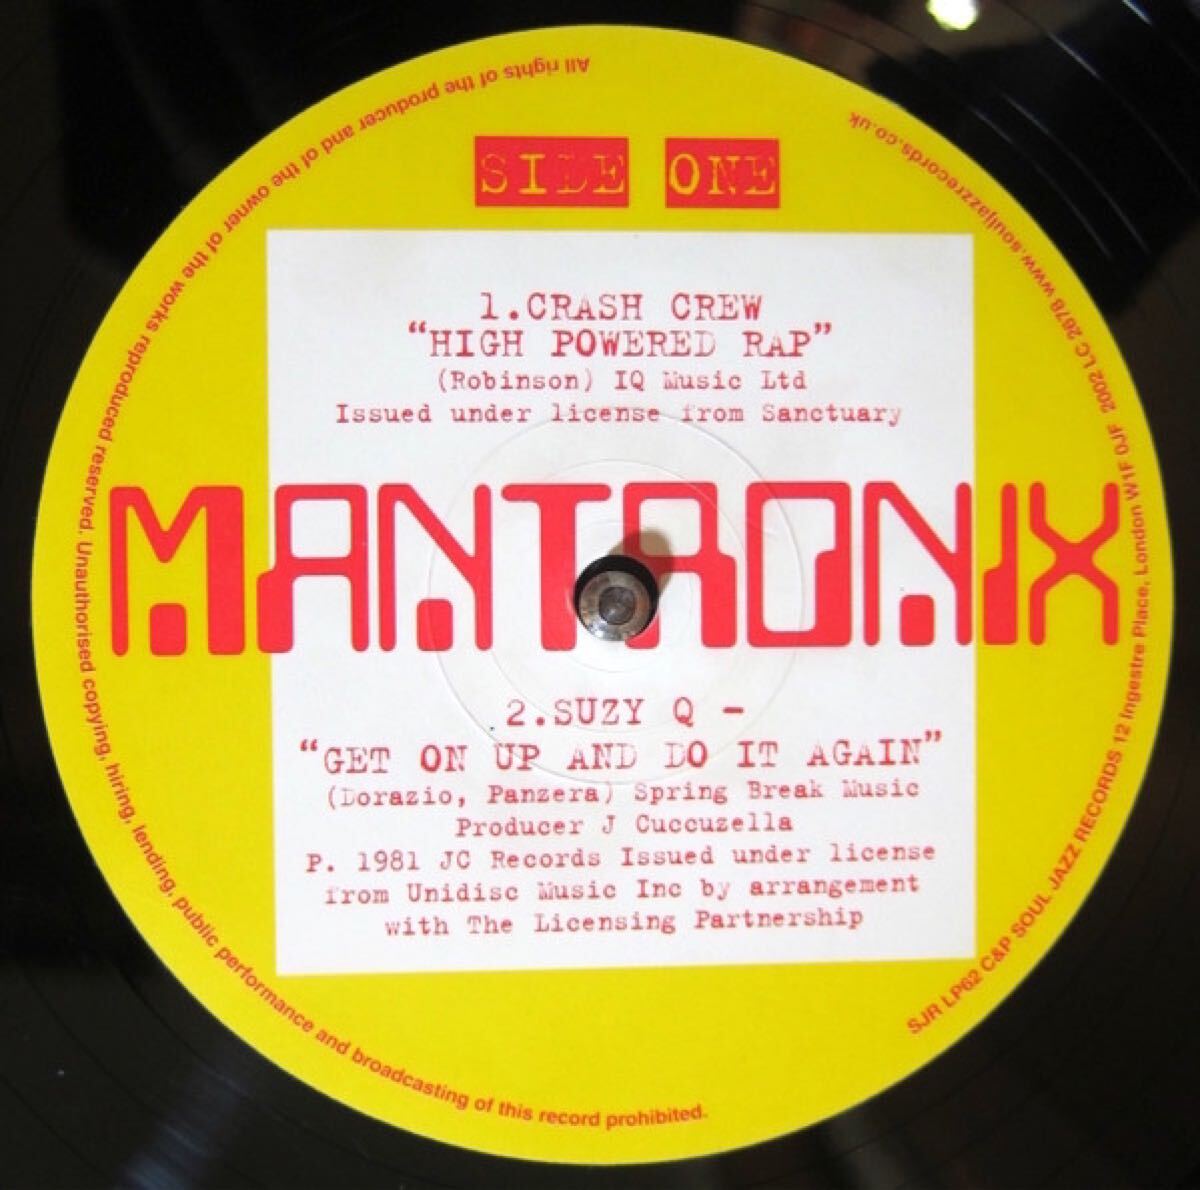 SIDE ONE
1.CRASH CREW
“HIGH POWERED RAP”
(Robinson) IQ Music Ltd
Issued under license from Sanctuary
MANTRONIX
2.SUZY Q -
“GET ON UP AND DO IT AGAIN”
(Dorazio, Panzera) Spring Break Music
Producer J Cuccuzella
P. 1981 JC Records Issued under license
from Unidisc Music Inc by arrangement
with The Licensing Partnership
All rights of the producer and of the owner of the works reproduced reserved. Unauthorised copying, hiring, lending, public performance and broadcasting of this record prohibited.
SJR LP62 C&P SOUL JAZZ RECORDS 12 Ingestre Place, London W1F 0JF 2002 LC 2678 www.souljazzrecords.co.uk